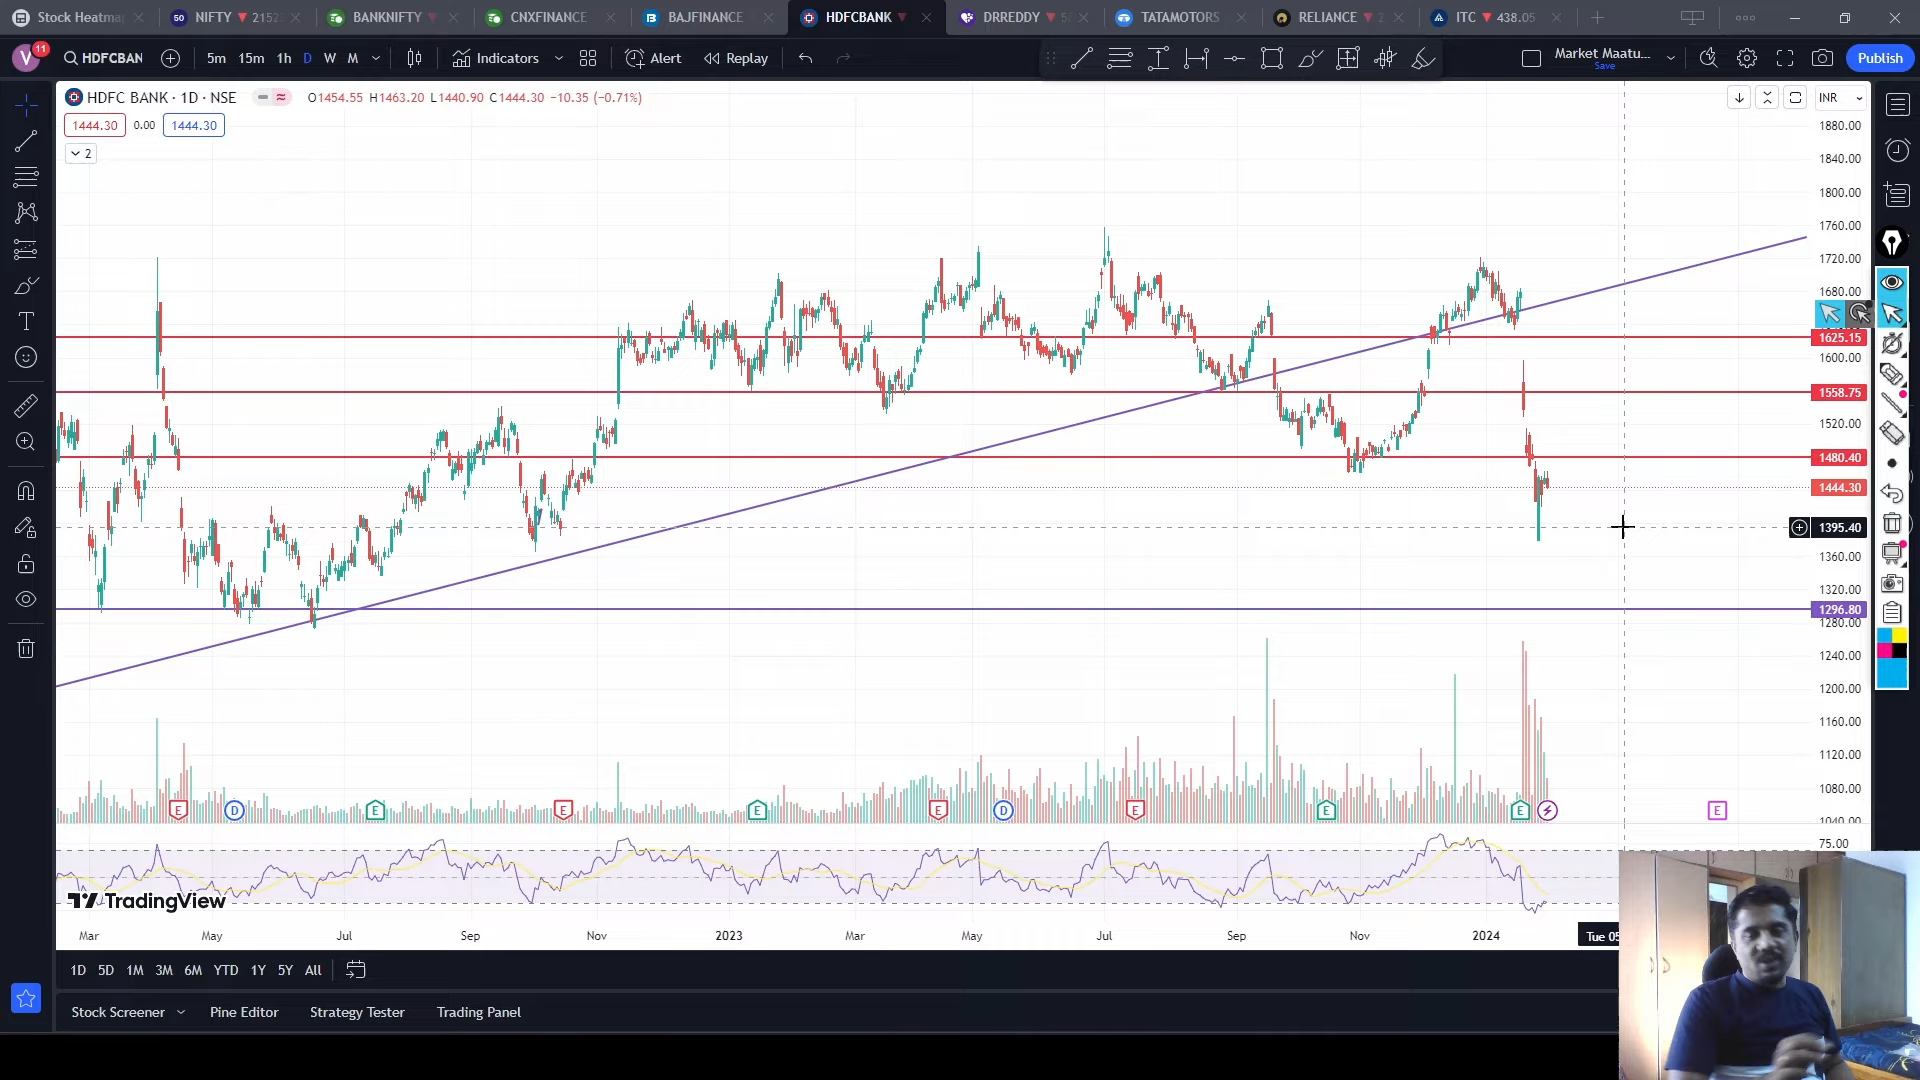 Stock Heatma NIFTY 215 BANKNIFTY CNXFINANCE BAJFINANCE HDFCBANK DRREDDY TATAMOTORS RELIANCE ITC 438.05
V 11 HDFCBAN 5m 15m 1h D W M Indicators Alert Replay Market Maatu... Save Publish
HDFC BANK · 1D · NSE O1454.55 H1463.20 L1440.90 C1444.30 −10.35 (−0.71%) INR
1444.30 0.00 1444.30
2
1880.00
1840.00
1800.00
1760.00
1720.00
1680.00
1625.15
1600.00
1558.75
1520.00
1480.40
1444.30
1395.40
1360.00
1320.00
1296.80
1280.00
1240.00
1200.00
1160.00
1120.00
1080.00
1040.00
E D E E E E D E E E E
75.00
TradingView
Mar May Jul Sep Nov 2023 Mar May Jul Sep Nov 2024 Tue 05
1D 5D 1M 3M 6M YTD 1Y 5Y All
Stock Screener Pine Editor Strategy Tester Trading Panel